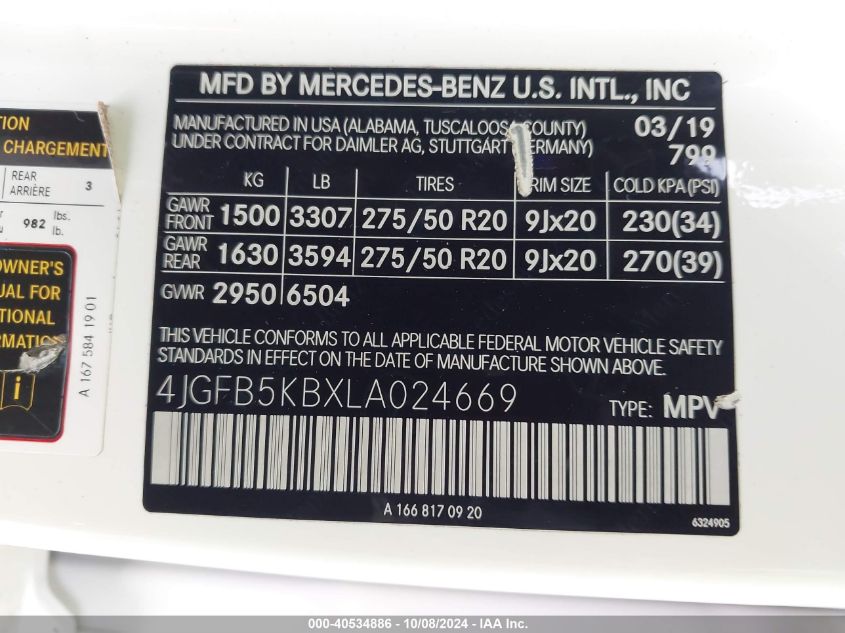 MFD BY MERCEDES-BENZ U.S. INTL., INC
MANUFACTURED IN USA (ALABAMA, TUSCALOOSA COUNTY) 03/19
UNDER CONTRACT FOR DAIMLER AG, STUTTGART (GERMANY) 799
KG LB TIRES RIM SIZE COLD KPA (PSI)
GAWR FRONT 1500 3307 275/50 R20 9Jx20 230(34)
GAWR REAR 1630 3594 275/50 R20 9Jx20 270(39)
GVWR 2950 6504
THIS VEHICLE CONFORMS TO ALL APPLICABLE FEDERAL MOTOR VEHICLE SAFETY
STANDARDS IN EFFECT ON THE DATE OF MANUFACTURE SHOWN ABOVE.
4JGFB5KBXLA024669 TYPE: MPV
A 166 817 09 20
6324905
CHARGEMENT
REAR 3
ARRIÈRE
982 lbs.
lb.
OWNER'S
FOR
A 167 584 19 01
i
000-40534886 - 10/08/2024 - IAA Inc.